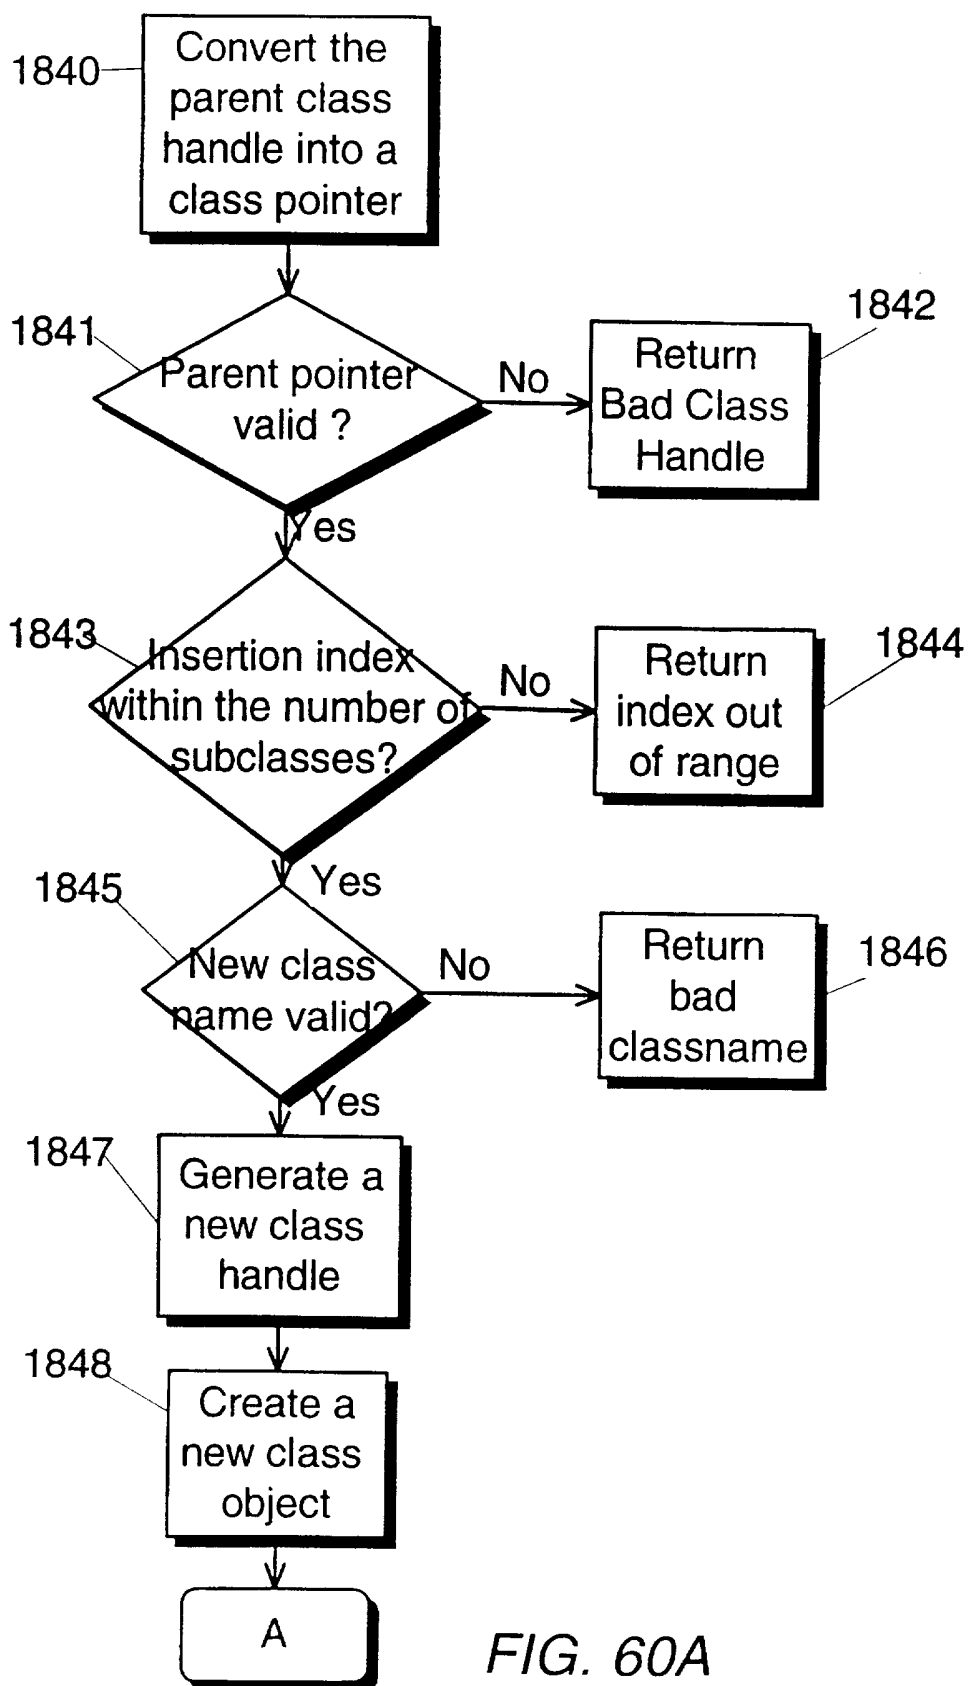 1840
Convert the
parent class
handle into a
class pointer
1841
Parent pointer
valid ?
No
1842
Return
Bad Class
Handle
Yes
1843
Insertion index
within the number of
subclasses?
No
1844
Return
index out
of range
Yes
1845
New class
name valid?
No
1846
Return
bad
classname
Yes
1847
Generate a
new class
handle
1848
Create a
new class
object
A
FIG. 60A